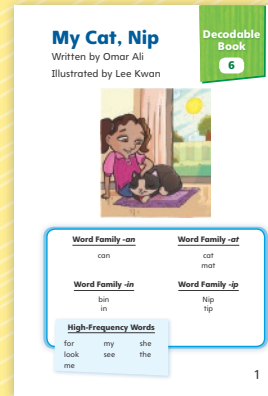 My Cat, Nip
Written by Omar Ali
Illustrated by Lee Kwan
Decodable
Book
6
Word Family -an
can
Word Family -at
cat
mat
Word Family -in
bin
in
Word Family -ip
Nip
tip
High-Frequency Words
for my she
look see the
me
1